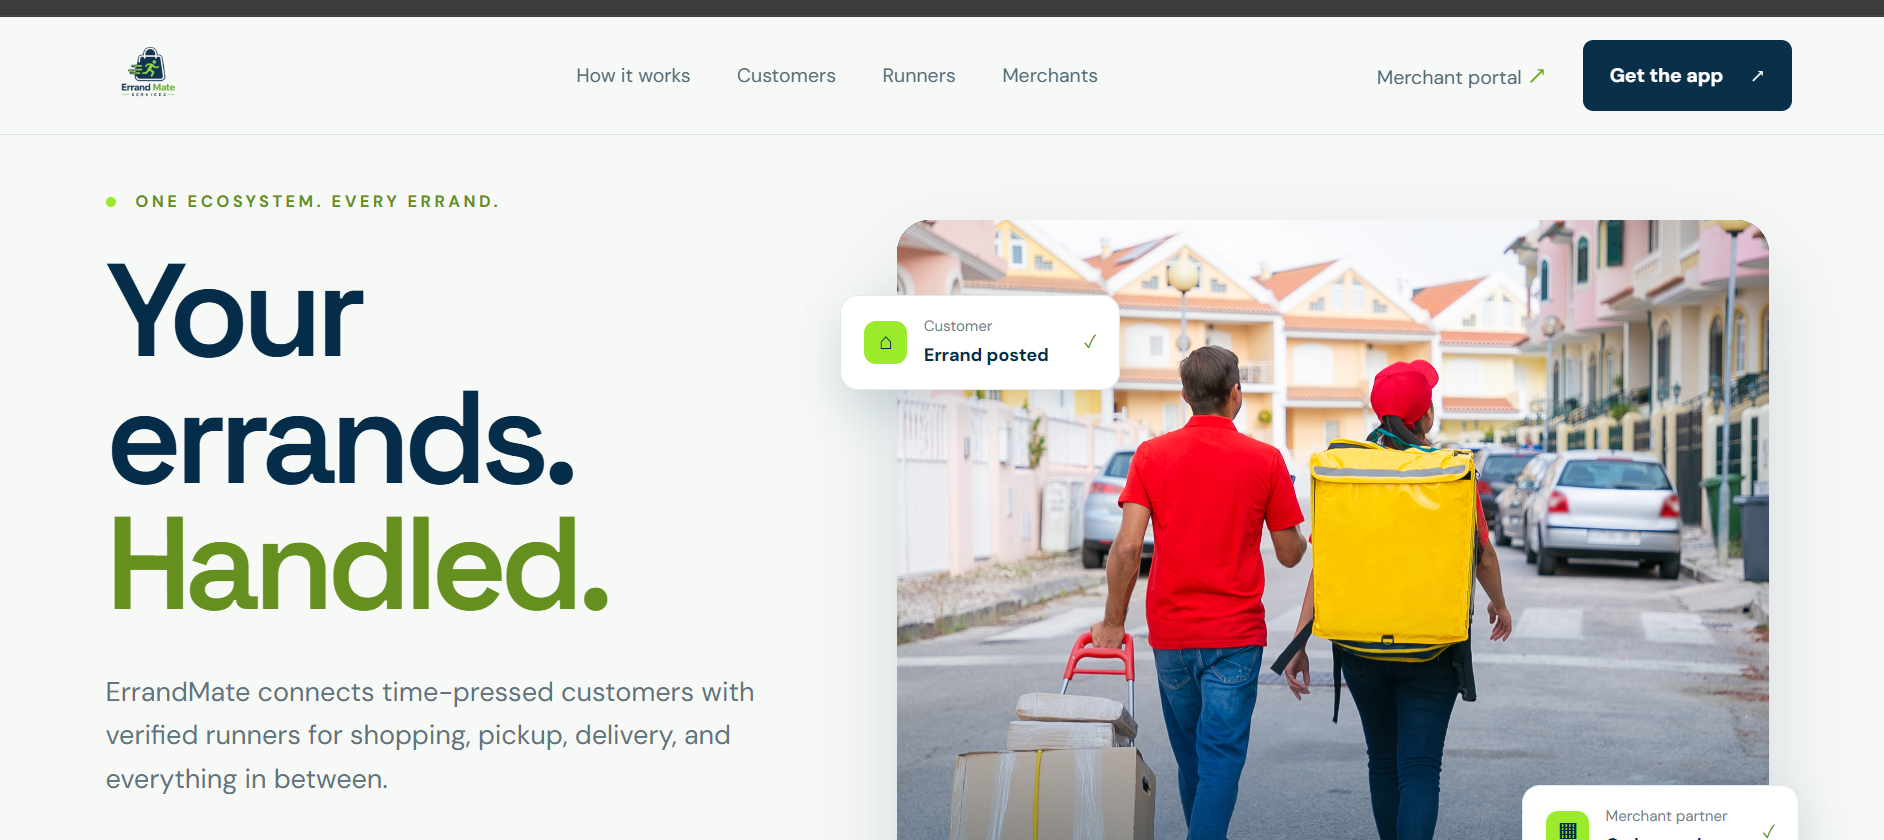 Errand Mate
SERVICES
How it works
Customers
Runners
Merchants
Merchant portal ↗
Get the app ↗
ONE ECOSYSTEM. EVERY ERRAND.
Your
errands.
Handled.
ErrandMate connects time-pressed customers with
verified runners for shopping, pickup, delivery, and
everything in between.
Customer
Errand posted
Merchant partner